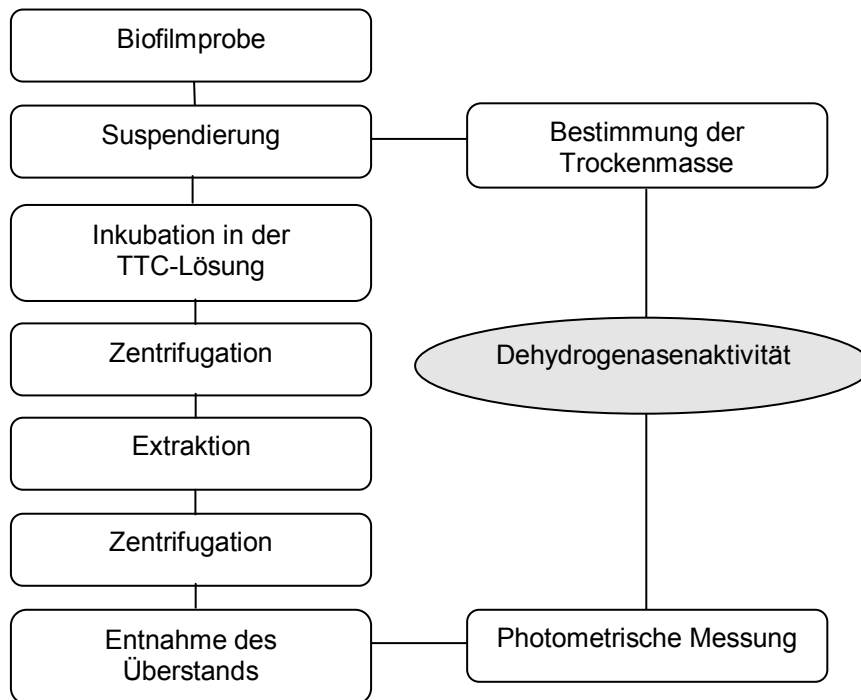 Biofilmprobe
Suspendierung
Bestimmung der
Trockenmasse
Inkubation in der
TTC-Lösung
Zentrifugation
Dehydrogenasenaktivität
Extraktion
Zentrifugation
Entnahme des
Überstands
Photometrische Messung